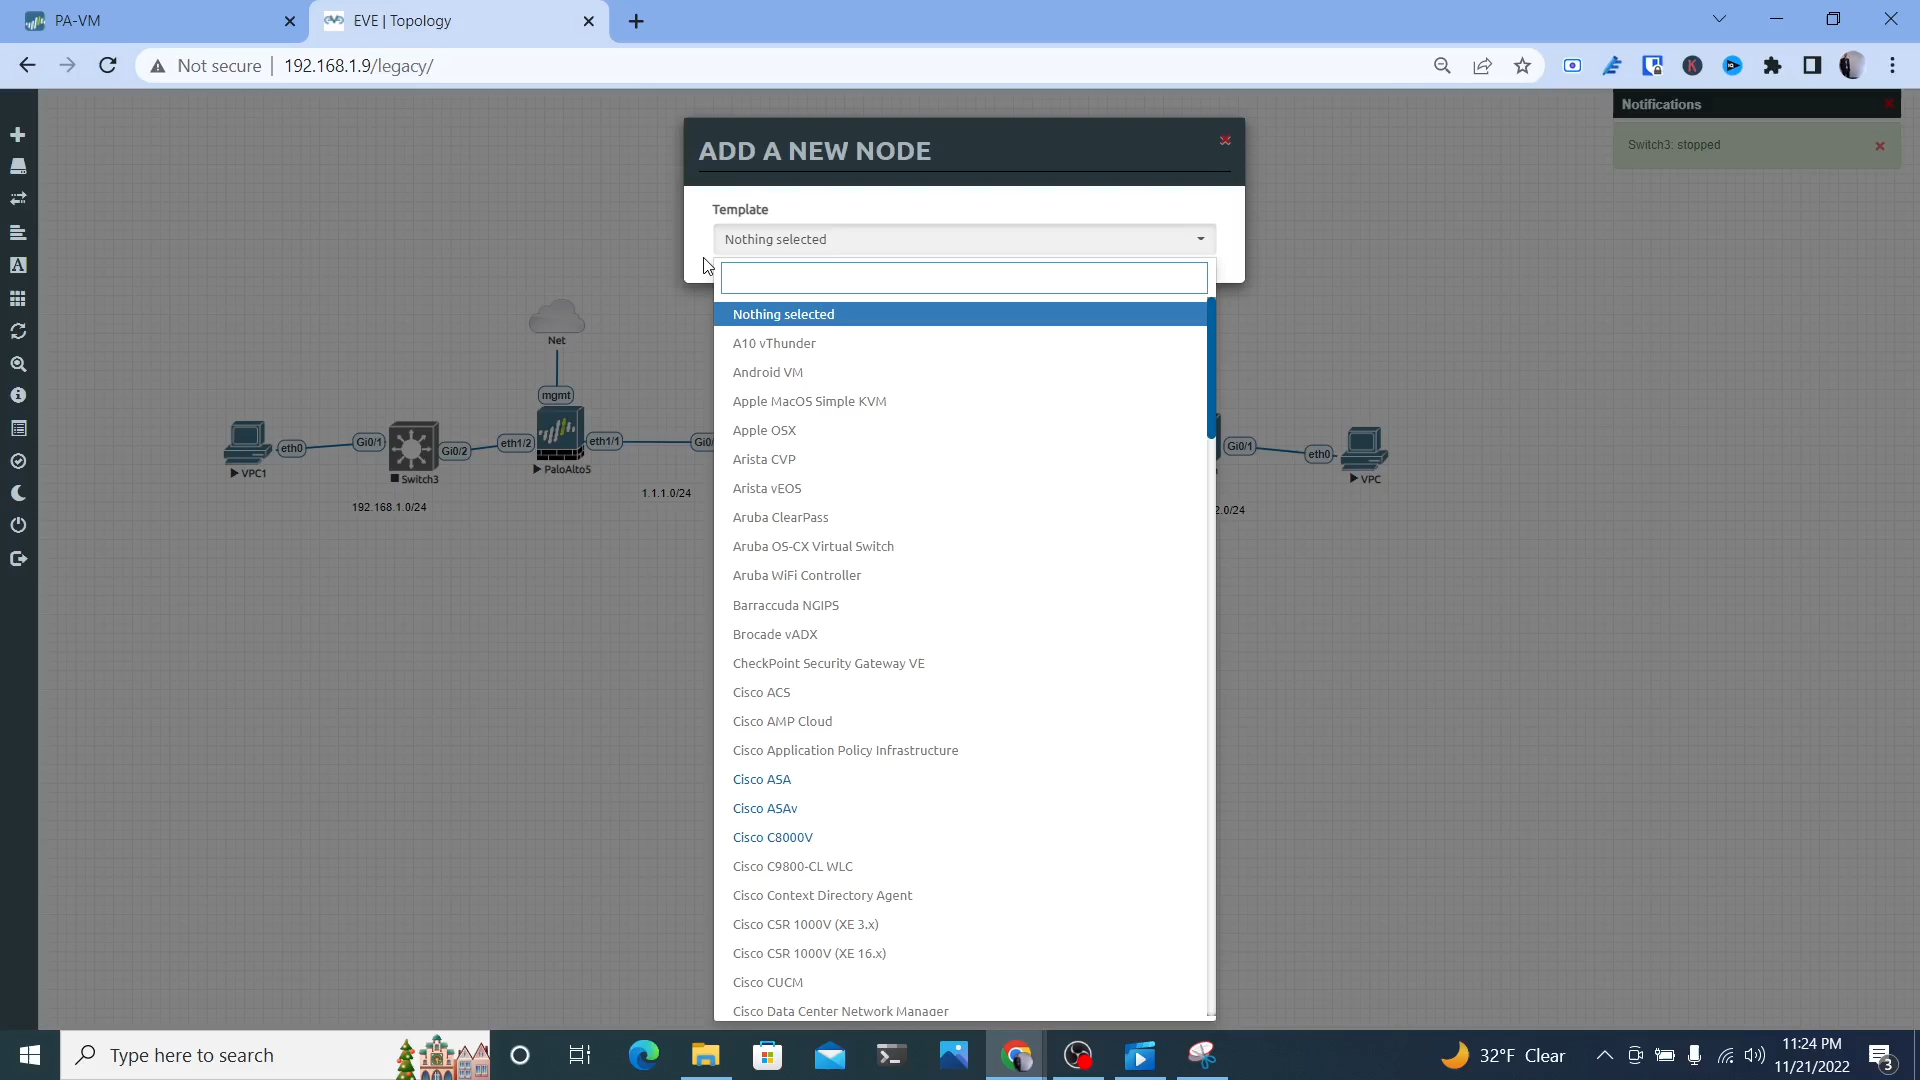 PA-VM
EVE | Topology
Not secure
192.168.1.9/legacy/
Notifications
Switch3: stopped
ADD A NEW NODE
Template
Nothing selected
Nothing selected
A10 vThunder
Android VM
Apple MacOS Simple KVM
Apple OSX
Arista CVP
Arista vEOS
Aruba ClearPass
Aruba OS-CX Virtual Switch
Aruba WiFi Controller
Barraccuda NGIPS
Brocade vADX
CheckPoint Security Gateway VE
Cisco ACS
Cisco AMP Cloud
Cisco Application Policy Infrastructure
Cisco ASA
Cisco ASAv
Cisco C8000V
Cisco C9800-CL WLC
Cisco Context Directory Agent
Cisco CSR 1000V (XE 3.x)
Cisco CSR 1000V (XE 16.x)
Cisco CUCM
Cisco Data Center Network Manager
Net
mgmt
eth0
Gi0/1
Gi0/2
eth1/2
eth1/1
VPC1
Switch3
PaloAlto5
192.168.1.0/24
1.1.1.0/24
Gi0/1
eth0
VPC
2.0/24
Type here to search
32°F Clear
11:24 PM
11/21/2022
3